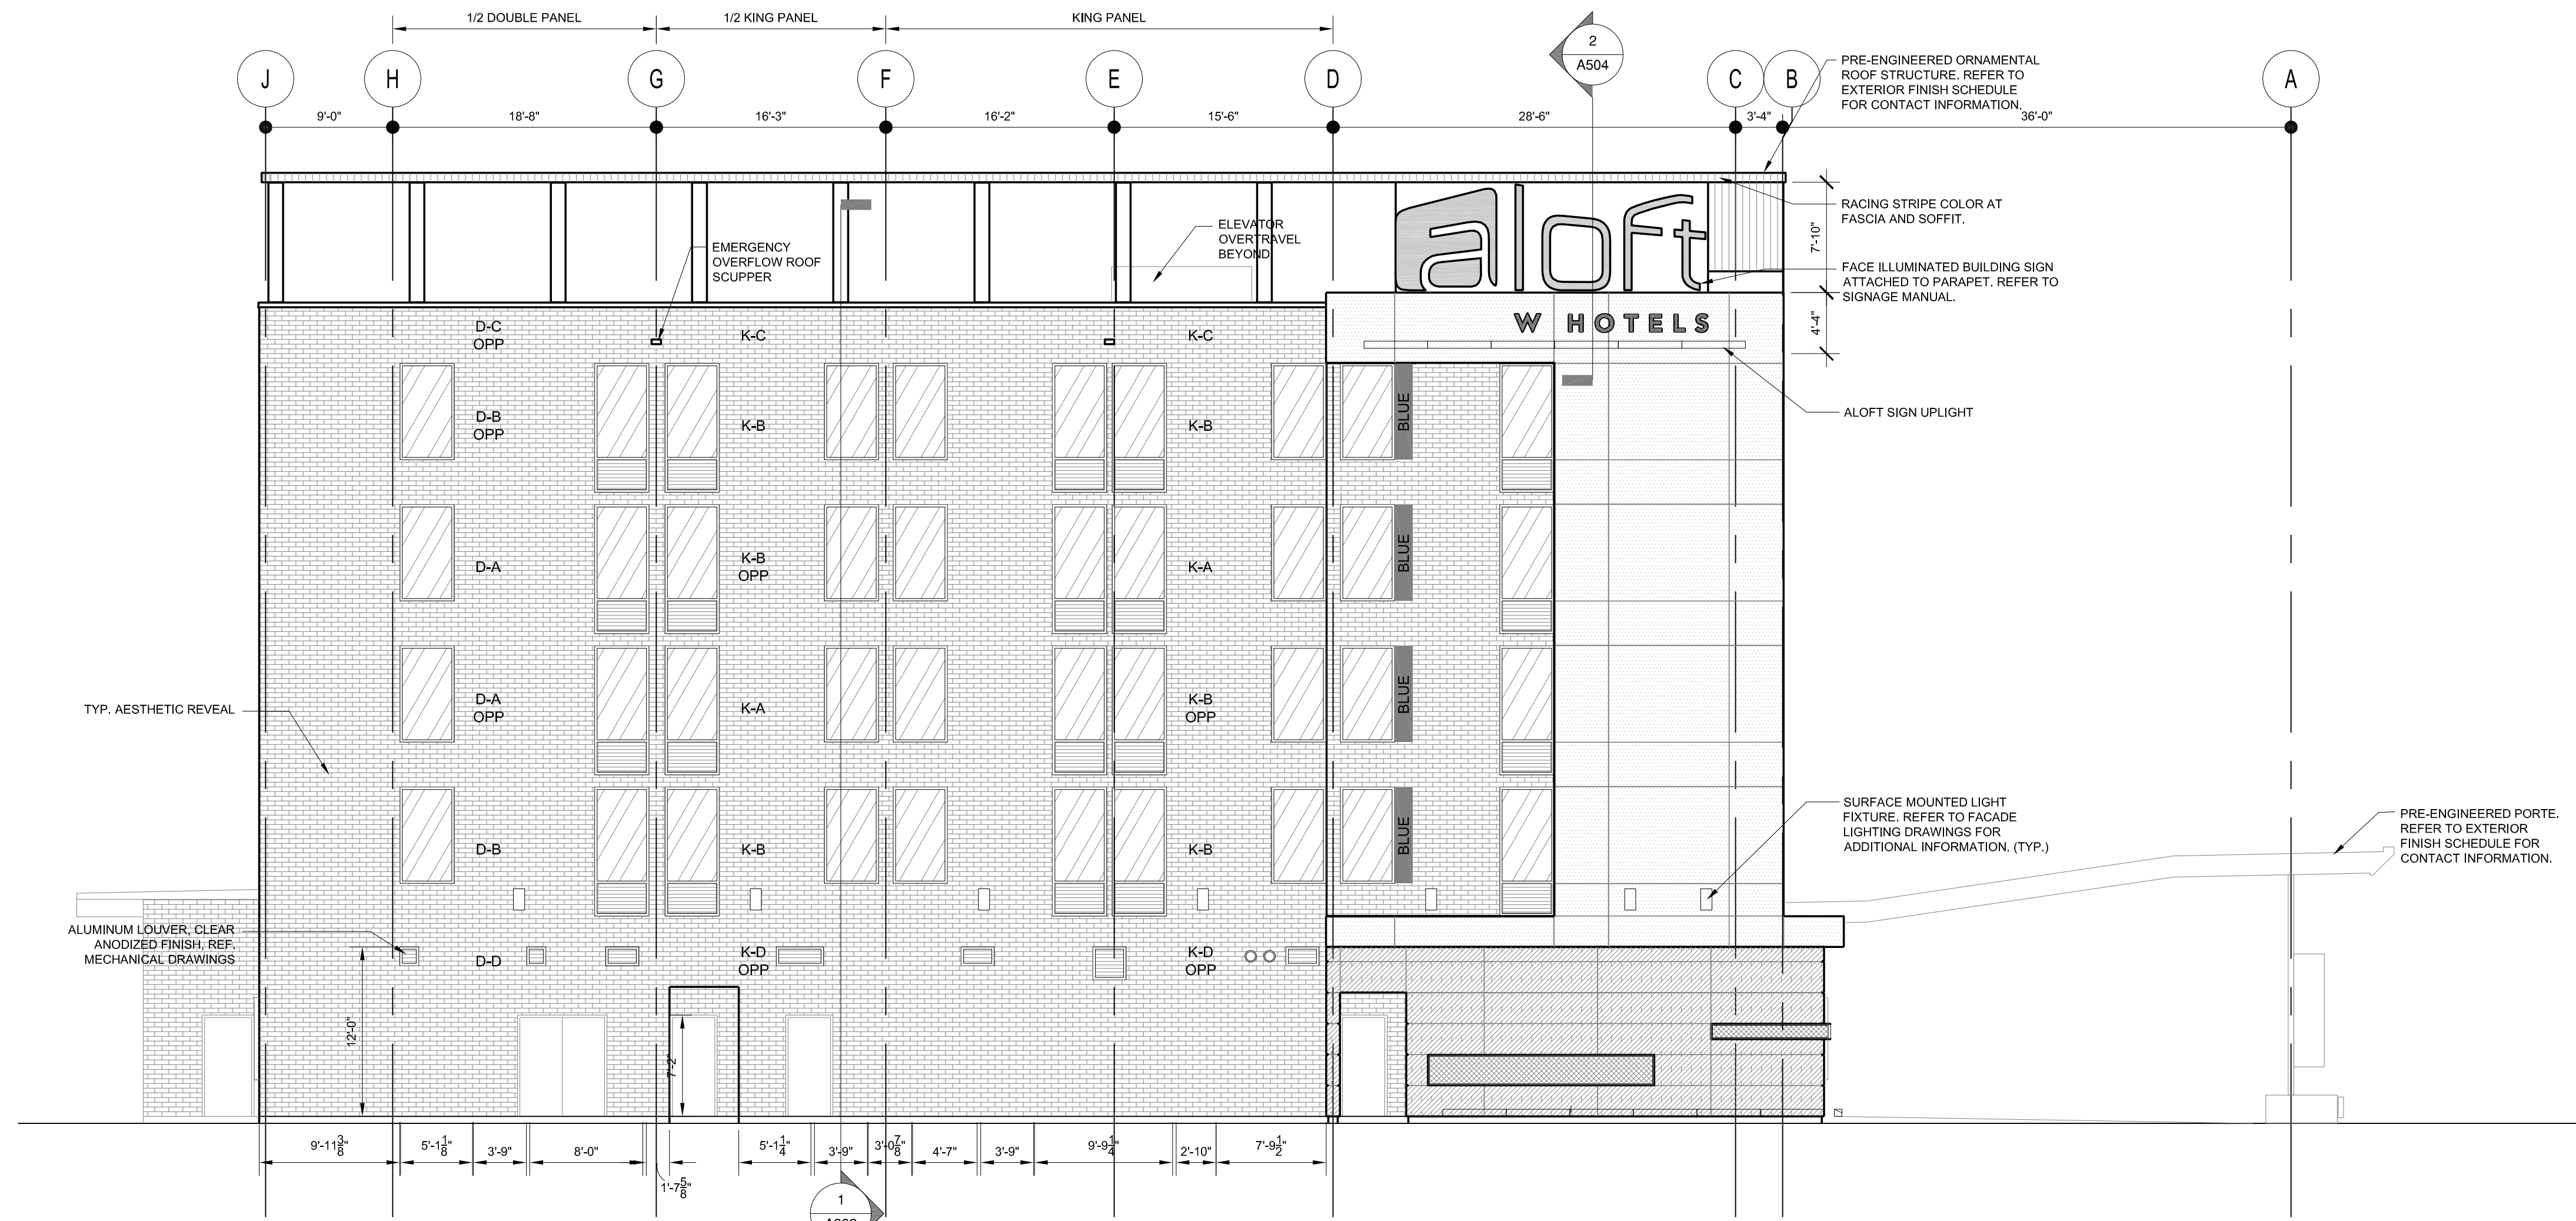 1/2 DOUBLE PANEL
1/2 KING PANEL
KING PANEL
2
A504
J
H
G
F
E
D
C
B
A
9'-0"
18'-8"
16'-3"
16'-2"
15'-6"
28'-6"
3'-4"
36'-0"
PRE-ENGINEERED ORNAMENTAL
ROOF STRUCTURE. REFER TO
EXTERIOR FINISH SCHEDULE
FOR CONTACT INFORMATION.
RACING STRIPE COLOR AT
FASCIA AND SOFFIT.
7'-10"
FACE ILLUMINATED BUILDING SIGN
ATTACHED TO PARAPET. REFER TO
SIGNAGE MANUAL.
4'-4"
ALOFT SIGN UPLIGHT
EMERGENCY
OVERFLOW ROOF
SCUPPER
ELEVATOR
OVERTRAVEL
BEYOND
aloft
W HOTELS
D-C
OPP
K-C
K-C
D-B
OPP
K-B
K-B
BLUE
D-A
K-B
OPP
K-A
BLUE
TYP. AESTHETIC REVEAL
D-A
OPP
K-A
K-B
OPP
BLUE
D-B
K-B
K-B
BLUE
SURFACE MOUNTED LIGHT
FIXTURE. REFER TO FACADE
LIGHTING DRAWINGS FOR
ADDITIONAL INFORMATION. (TYP.)
PRE-ENGINEERED PORTE.
REFER TO EXTERIOR
FINISH SCHEDULE FOR
CONTACT INFORMATION.
ALUMINUM LOUVER, CLEAR
ANODIZED FINISH, REF.
MECHANICAL DRAWINGS
D-D
K-D
OPP
K-D
OPP
12'-0"
7'-2"
9'-11 3/8"
5'-1 1/8"
3'-9"
8'-0"
1'-7 5/8"
5'-1 1/4"
3'-9"
3'-0 7/8"
4'-7"
3'-9"
9'-9 1/4"
2'-10"
7'-9 1/2"
1